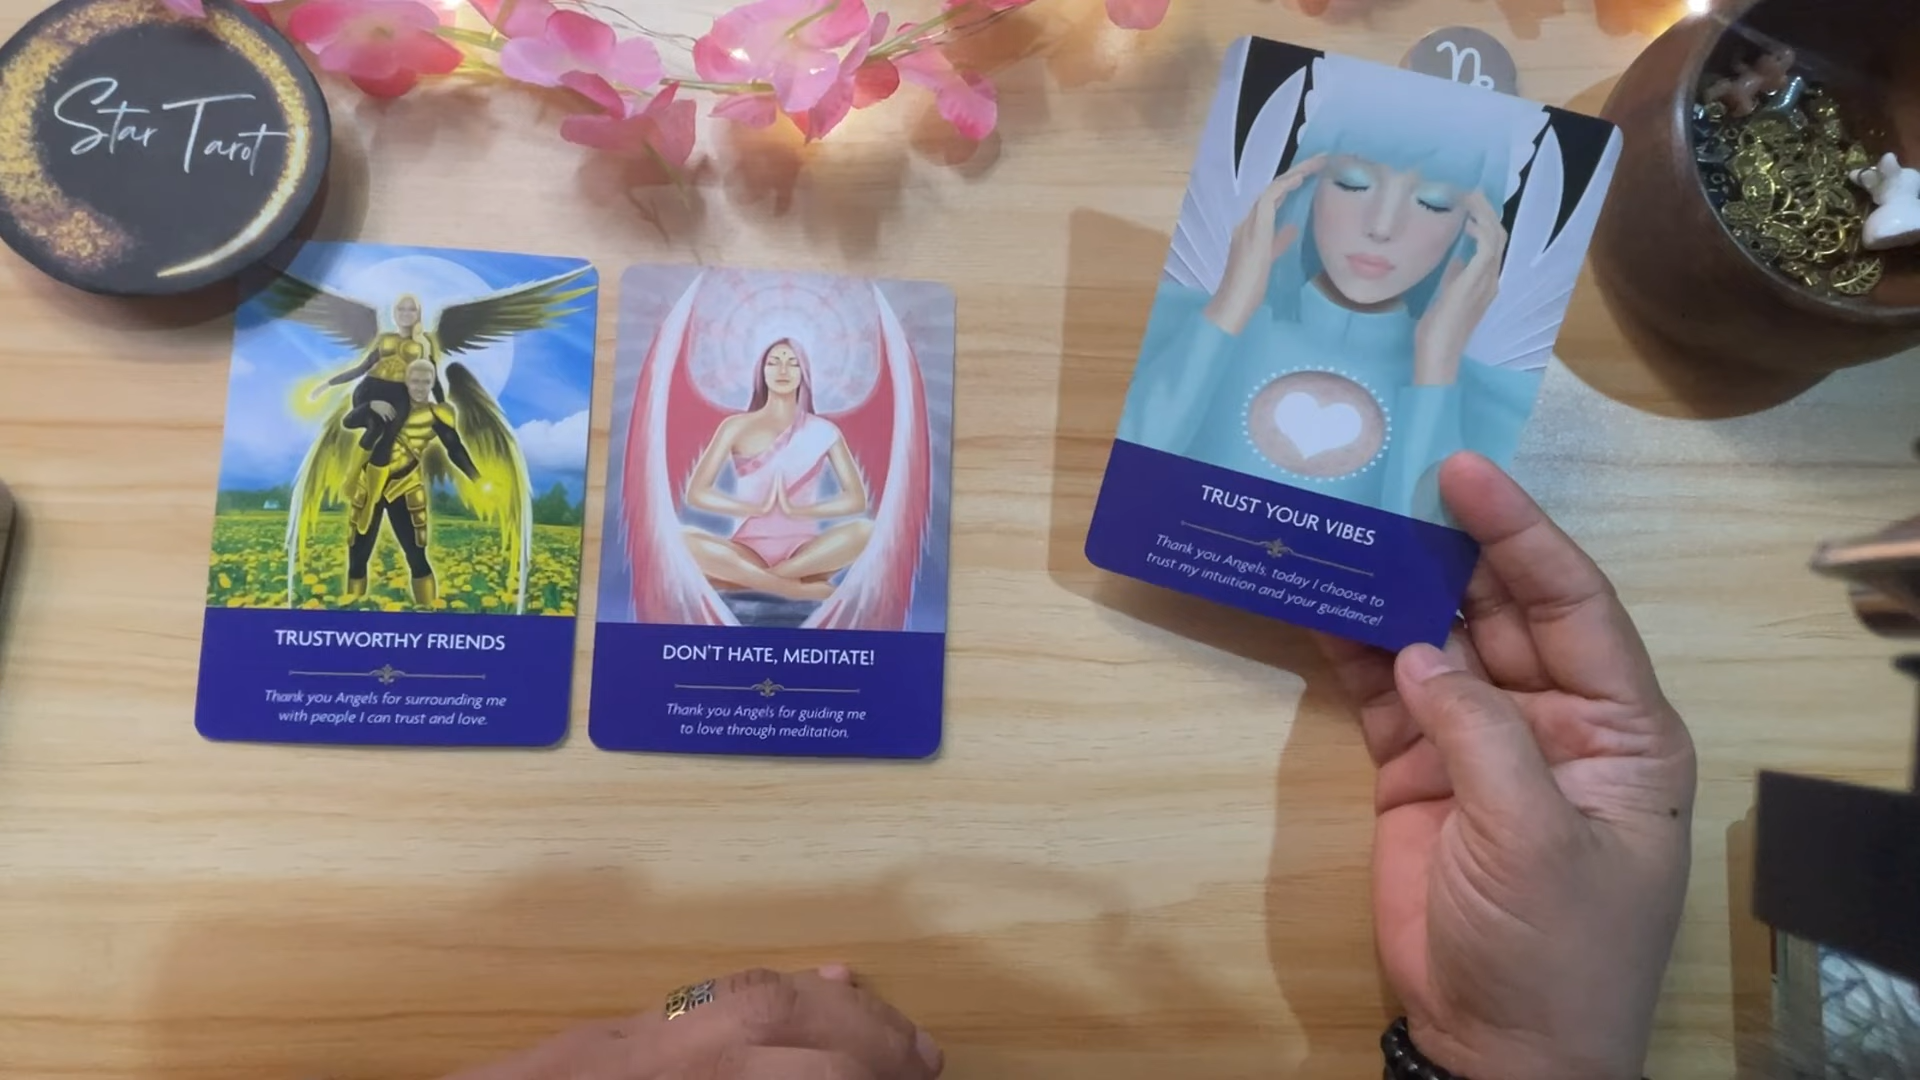 Star Tarot
TRUSTWORTHY FRIENDS
Thank you Angels for surrounding me
with people I can trust and love.
DON'T HATE, MEDITATE!
Thank you Angels for guiding me
to love through meditation.
TRUST YOUR VIBES
Thank you Angels, today I choose to
trust my intuition and your guidance!